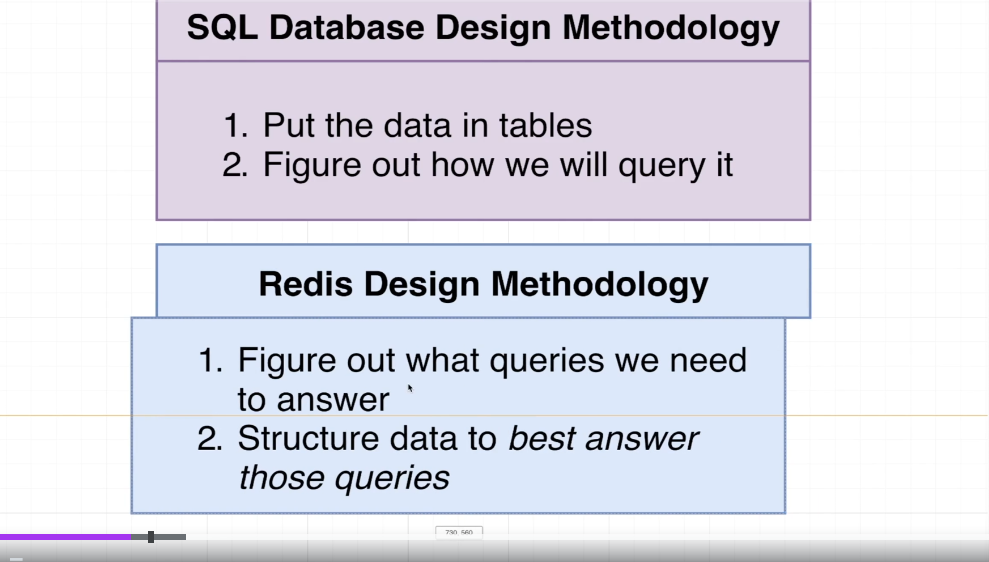 SQL Database Design Methodology
1. Put the data in tables
2. Figure out how we will query it
Redis Design Methodology
1. Figure out what queries we need
to answer
2. Structure data to best answer
those queries
730, 560